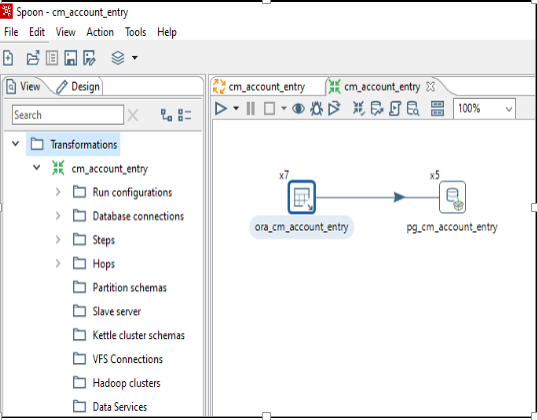 Spoon - cm_account_entry
File Edit View Action Tools Help
View Design
cm_account_entry cm_account_entry
Search
100%
Transformations
cm_account_entry
Run configurations
Database connections
Steps
Hops
Partition schemas
Slave server
Kettle cluster schemas
VFS Connections
Hadoop clusters
Data Services
x7 x5
ora_cm_account_entry pg_cm_account_entry